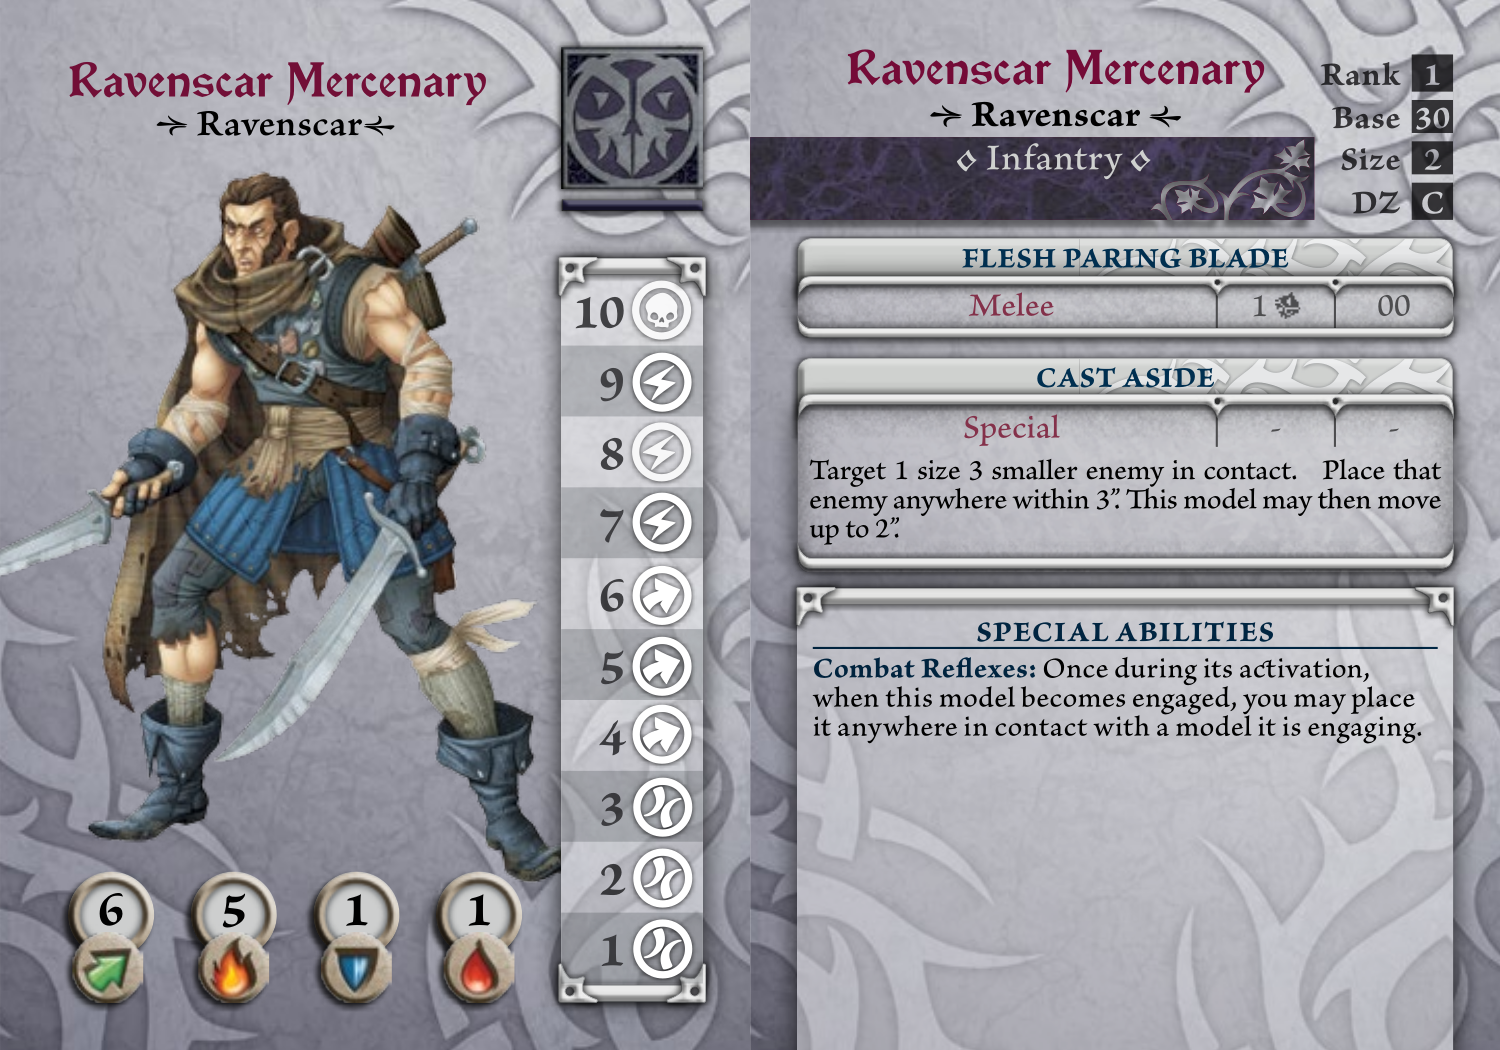 Ravenscar Mercenary
Ravenscar
10
9
8
7
6
5
4
3
2
1
6 5 1 1
Ravenscar Mercenary
Ravenscar
Infantry
Rank 1
Base 30
Size 2
DZ C
FLESH PARING BLADE
Melee 1 00
CAST ASIDE
Special - -
Target 1 size 3 smaller enemy in contact. Place that
enemy anywhere within 3”. This model may then move
up to 2”.
SPECIAL ABILITIES
Combat Reflexes: Once during its activation,
when this model becomes engaged, you may place
it anywhere in contact with a model it is engaging.